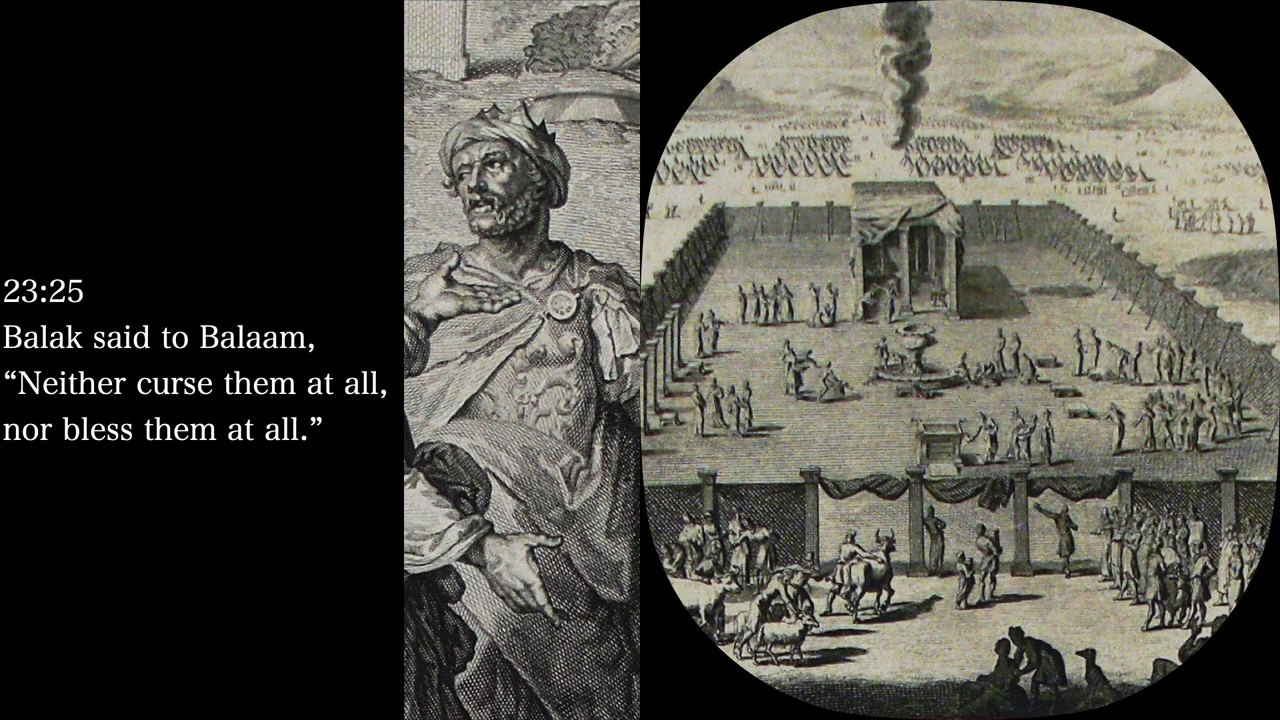 23:25
Balak said to Balaam,
“Neither curse them at all,
nor bless them at all.”